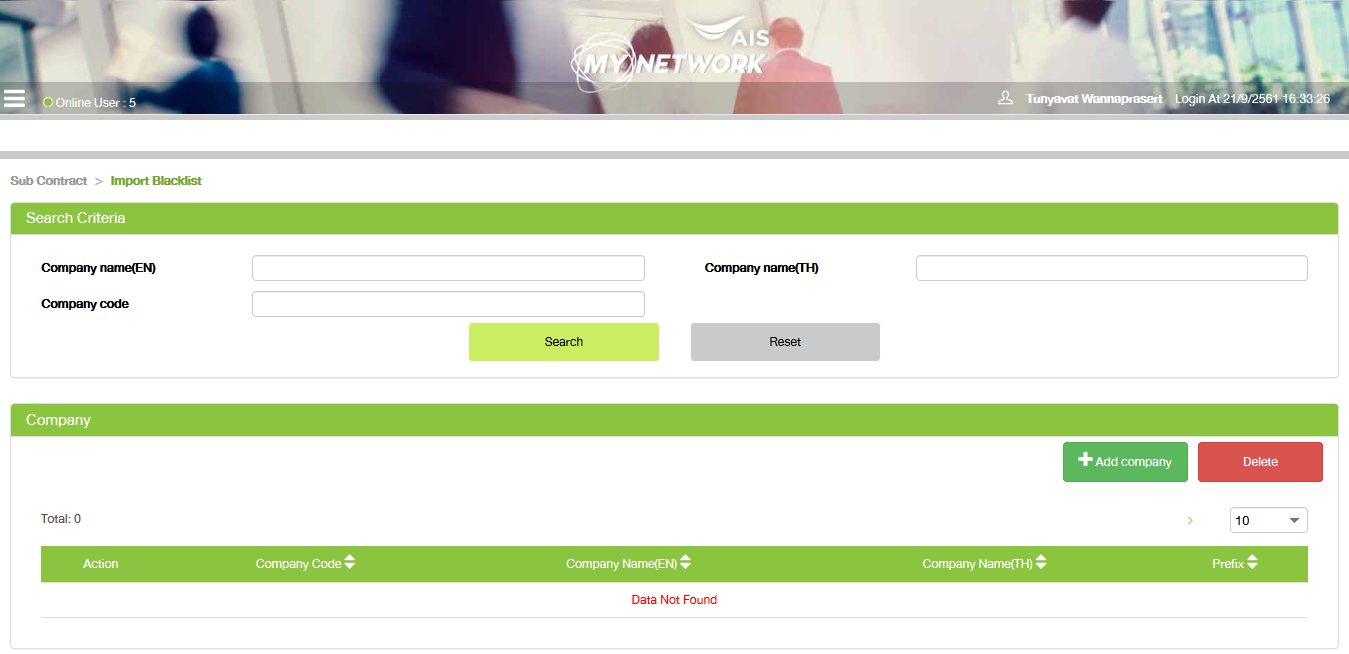 AIS
MY NETWORK
Online User : 5
Tunyavat Wannaprasert Login At 21/9/2561 16:33:26
Sub Contract > Import Blacklist
Search Criteria
Company name(EN)
Company name(TH)
Company code
Search
Reset
Company
Add company
Delete
Total: 0
10
Action Company Code Company Name(EN) Company Name(TH) Prefix
Data Not Found